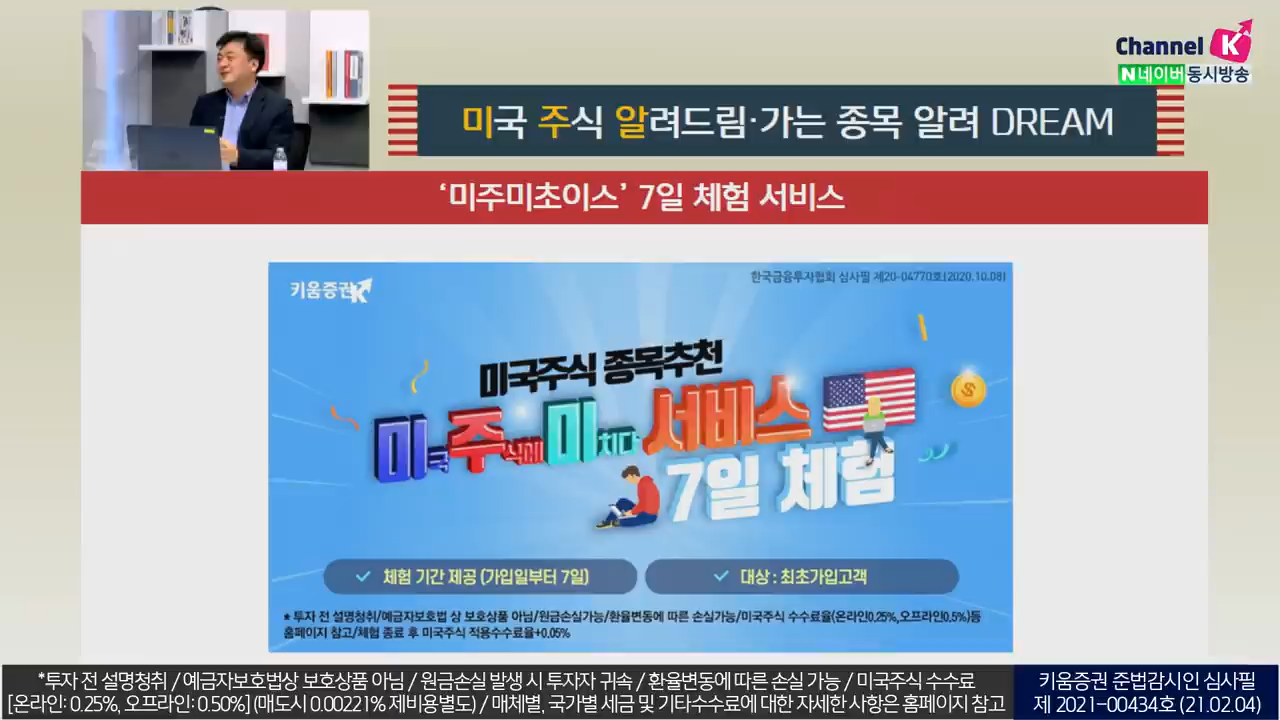 Channel K
N네이버 동시방송
미국 주식 알려드림·가는 종목 알려 DREAM
‘미주미초이스’ 7일 체험 서비스
키움증권
한국금융투자협회 심사필 제20-04770호(2020.10.08)
미국주식 종목추천
미국주식에미치다 서비스
7일 체험
체험 기간 제공 (가입일부터 7일)
대상 : 최초가입고객
* 투자 전 설명청취/예금자보호법 상 보호상품 아님/원금손실가능/환율변동에 따른 손실가능/미국주식 수수료율(온라인0.25%,오프라인0.5%)등
홈페이지 참고/체험 종료 후 미국주식 적용수수료율+0.05%
*투자 전 설명청취 / 예금자보호법상 보호상품 아님 / 원금손실 발생 시 투자자 귀속 / 환율변동에 따른 손실 가능 / 미국주식 수수료
[온라인: 0.25%, 오프라인: 0.50%] (매도시 0.00221% 제비용별도) / 매체별, 국가별 세금 및 기타수수료에 대한 자세한 사항은 홈페이지 참고
키움증권 준법감시인 심사필
제 2021-00434호 (21.02.04)